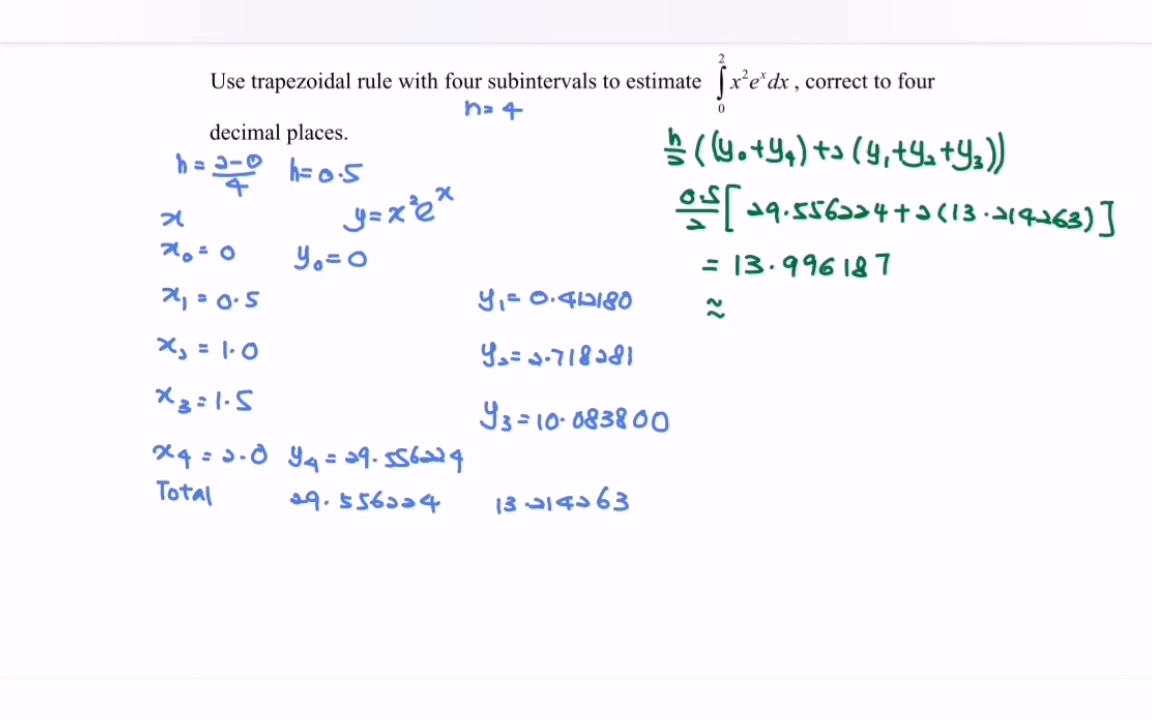 Use trapezoidal rule with four subintervals to estimate ∫₀² x²eˣdx, correct to four
n=4
decimal places.
h = 2-0/4 h=0.5
x y=x²eˣ
x₀=0 y₀=0
x₁=0.5 y₁=0.412180
x₂=1.0 y₂=2.718281
x₃=1.5 y₃=10.083800
x₄=2.0 y₄=29.556224
Total 29.556224 13.214263
h/2((y₀+y₄)+2(y₁+y₂+y₃))
0.5/2[29.556224+2(13.214263)]
=13.996187
≈